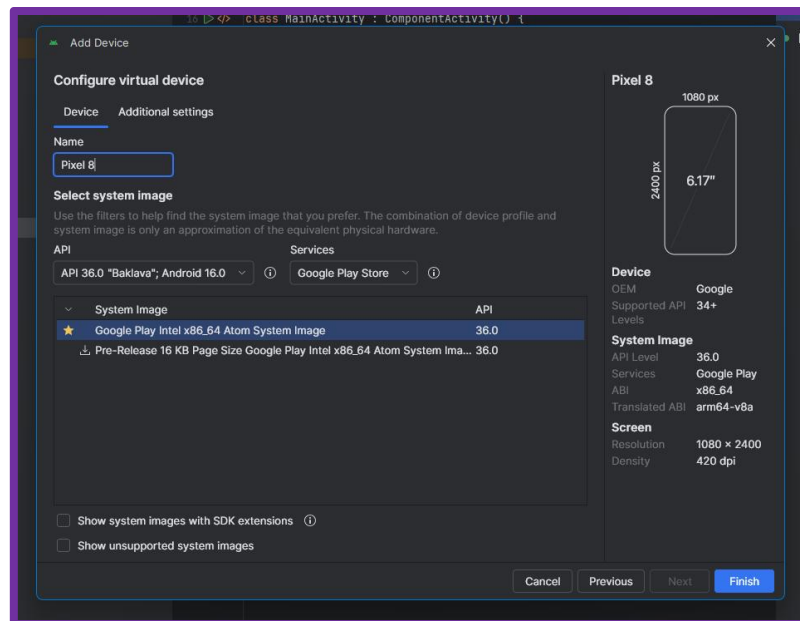 16 class MainActivity : ComponentActivity() {
Add Device
Configure virtual device
Device Additional settings
Name
Pixel 8
Select system image
Use the filters to help find the system image that you prefer. The combination of device profile and
system image is only an approximation of the equivalent physical hardware.
API Services
API 36.0 "Baklava"; Android 16.0 Google Play Store
System Image API
Google Play Intel x86_64 Atom System Image 36.0
Pre-Release 16 KB Page Size Google Play Intel x86_64 Atom System Ima... 36.0
Show system images with SDK extensions
Show unsupported system images
Pixel 8
1080 px
2400 px
6.17"
Device
OEM Google
Supported API 34+
Levels
System Image
API Level 36.0
Services Google Play
ABI x86_64
Translated ABI arm64-v8a
Screen
Resolution 1080 × 2400
Density 420 dpi
Cancel Previous Next Finish